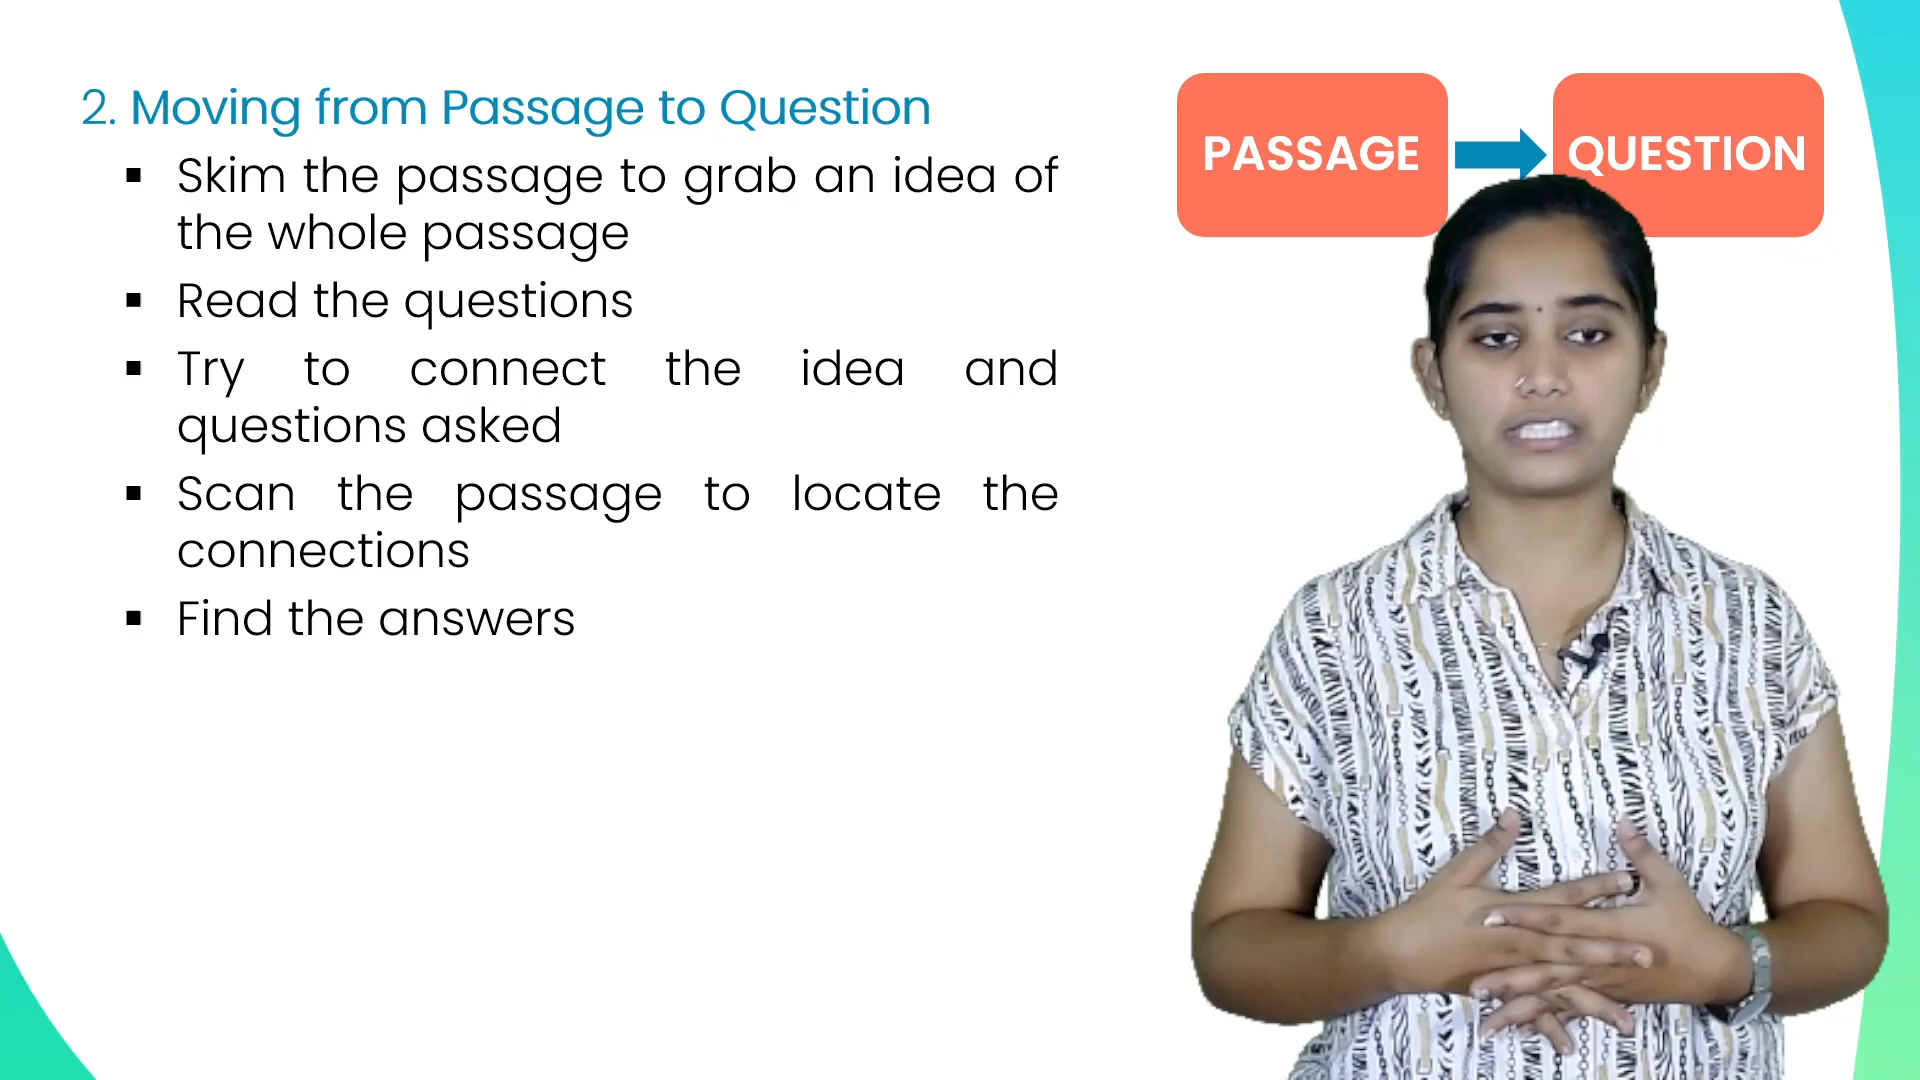 2. Moving from Passage to Question
▪ Skim the passage to grab an idea of
the whole passage
▪ Read the questions
▪ Try to connect the idea and
questions asked
▪ Scan the passage to locate the
connections
▪ Find the answers
PASSAGE
QUESTION